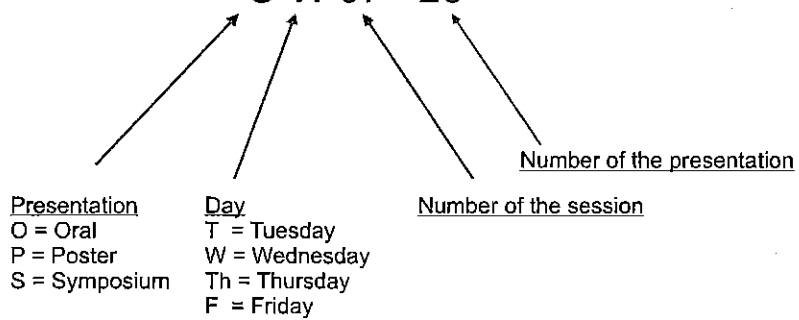 Number of the presentation
Presentation
O = Oral
P = Poster
S = Symposium
Day
T = Tuesday
W = Wednesday
Th = Thursday
F = Friday
Number of the session